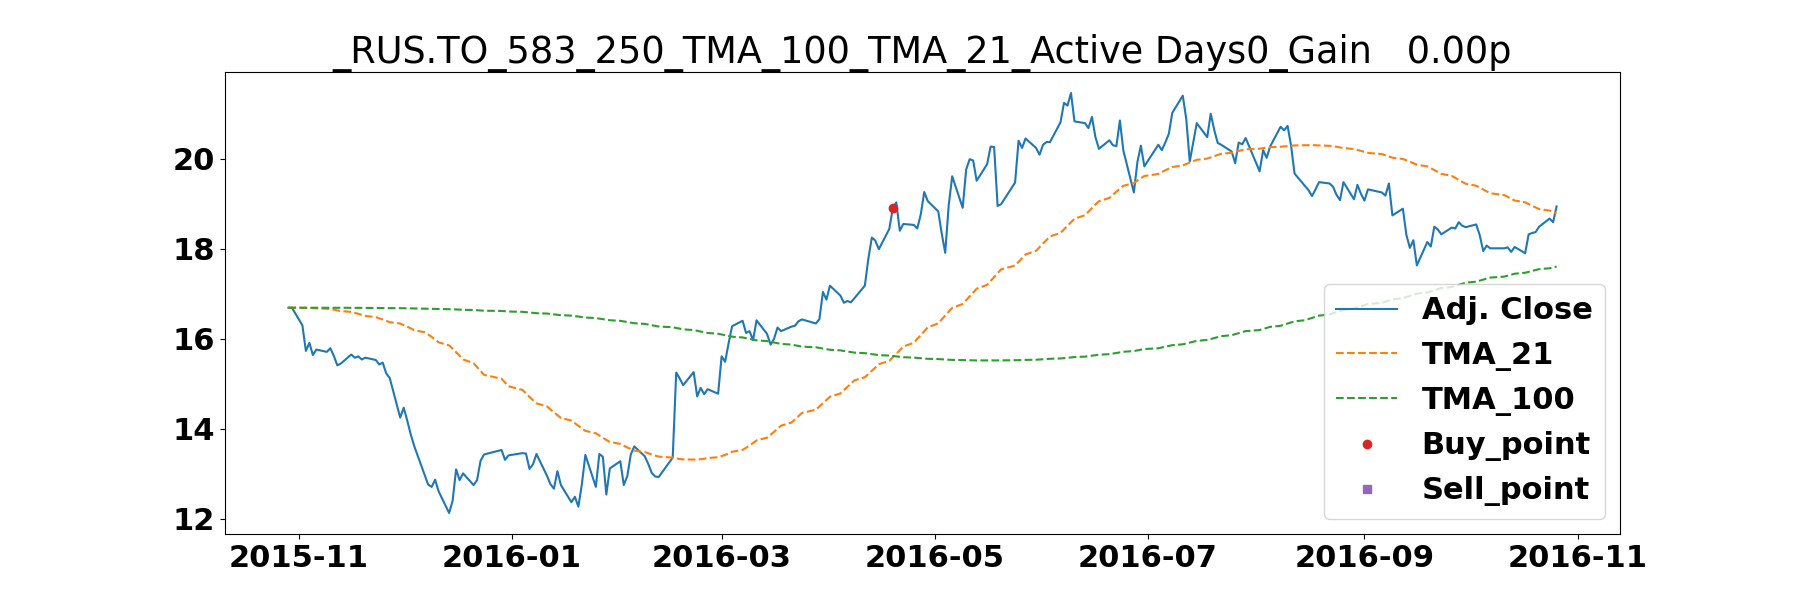 _RUS.TO_583_250_TMA_100_TMA_21_Active Days0_Gain   0.00p
20
18
16
14
12
2015-11 2016-01 2016-03 2016-05 2016-07 2016-09 2016-11
Adj. Close
TMA_21
TMA_100
Buy_point
Sell_point